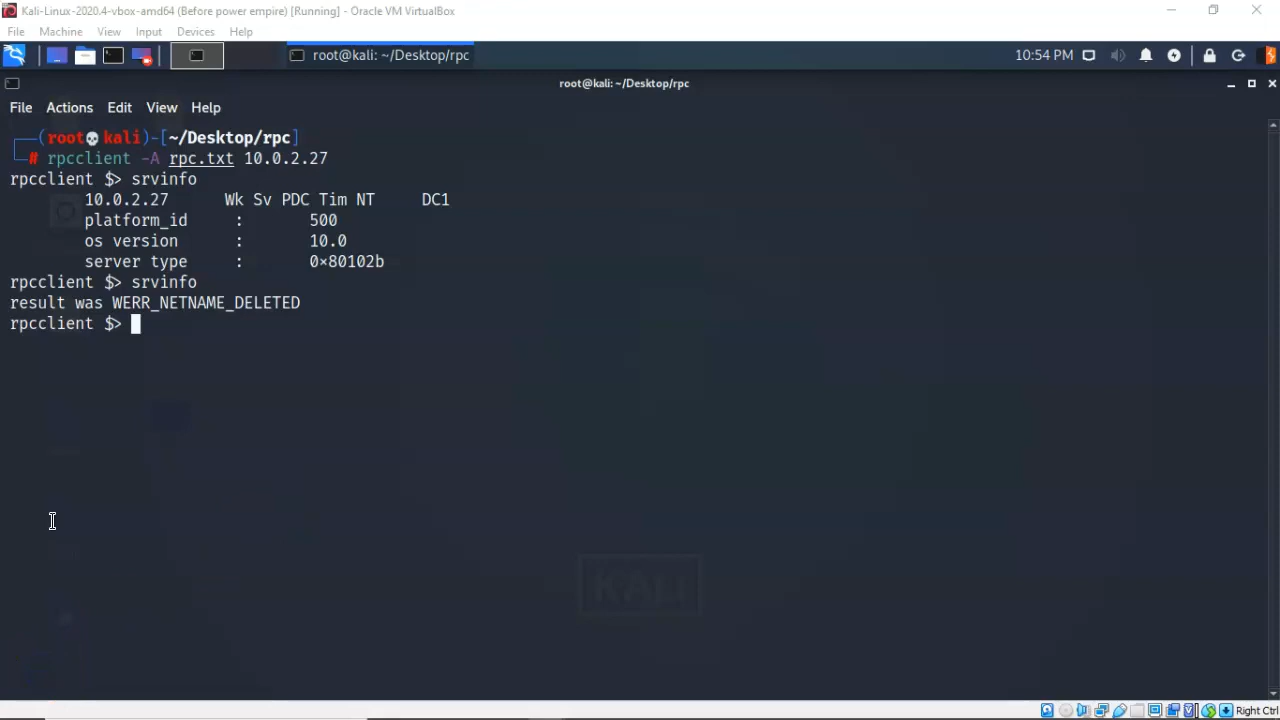 Kali-Linux-2020.4-vbox-amd64 (Before power empire) [Running] - Oracle VM VirtualBox
File Machine View Input Devices Help
root@kali: ~/Desktop/rpc 10:54 PM
root@kali: ~/Desktop/rpc
File Actions Edit View Help
┌──(root💀kali)-[~/Desktop/rpc]
└─# rpcclient -A rpc.txt 10.0.2.27
rpcclient $> srvinfo
10.0.2.27 Wk Sv PDC Tim NT DC1
platform_id : 500
os version : 10.0
server type : 0×80102b
rpcclient $> srvinfo
result was WERR_NETNAME_DELETED
rpcclient $>
KALI
Right Ctrl